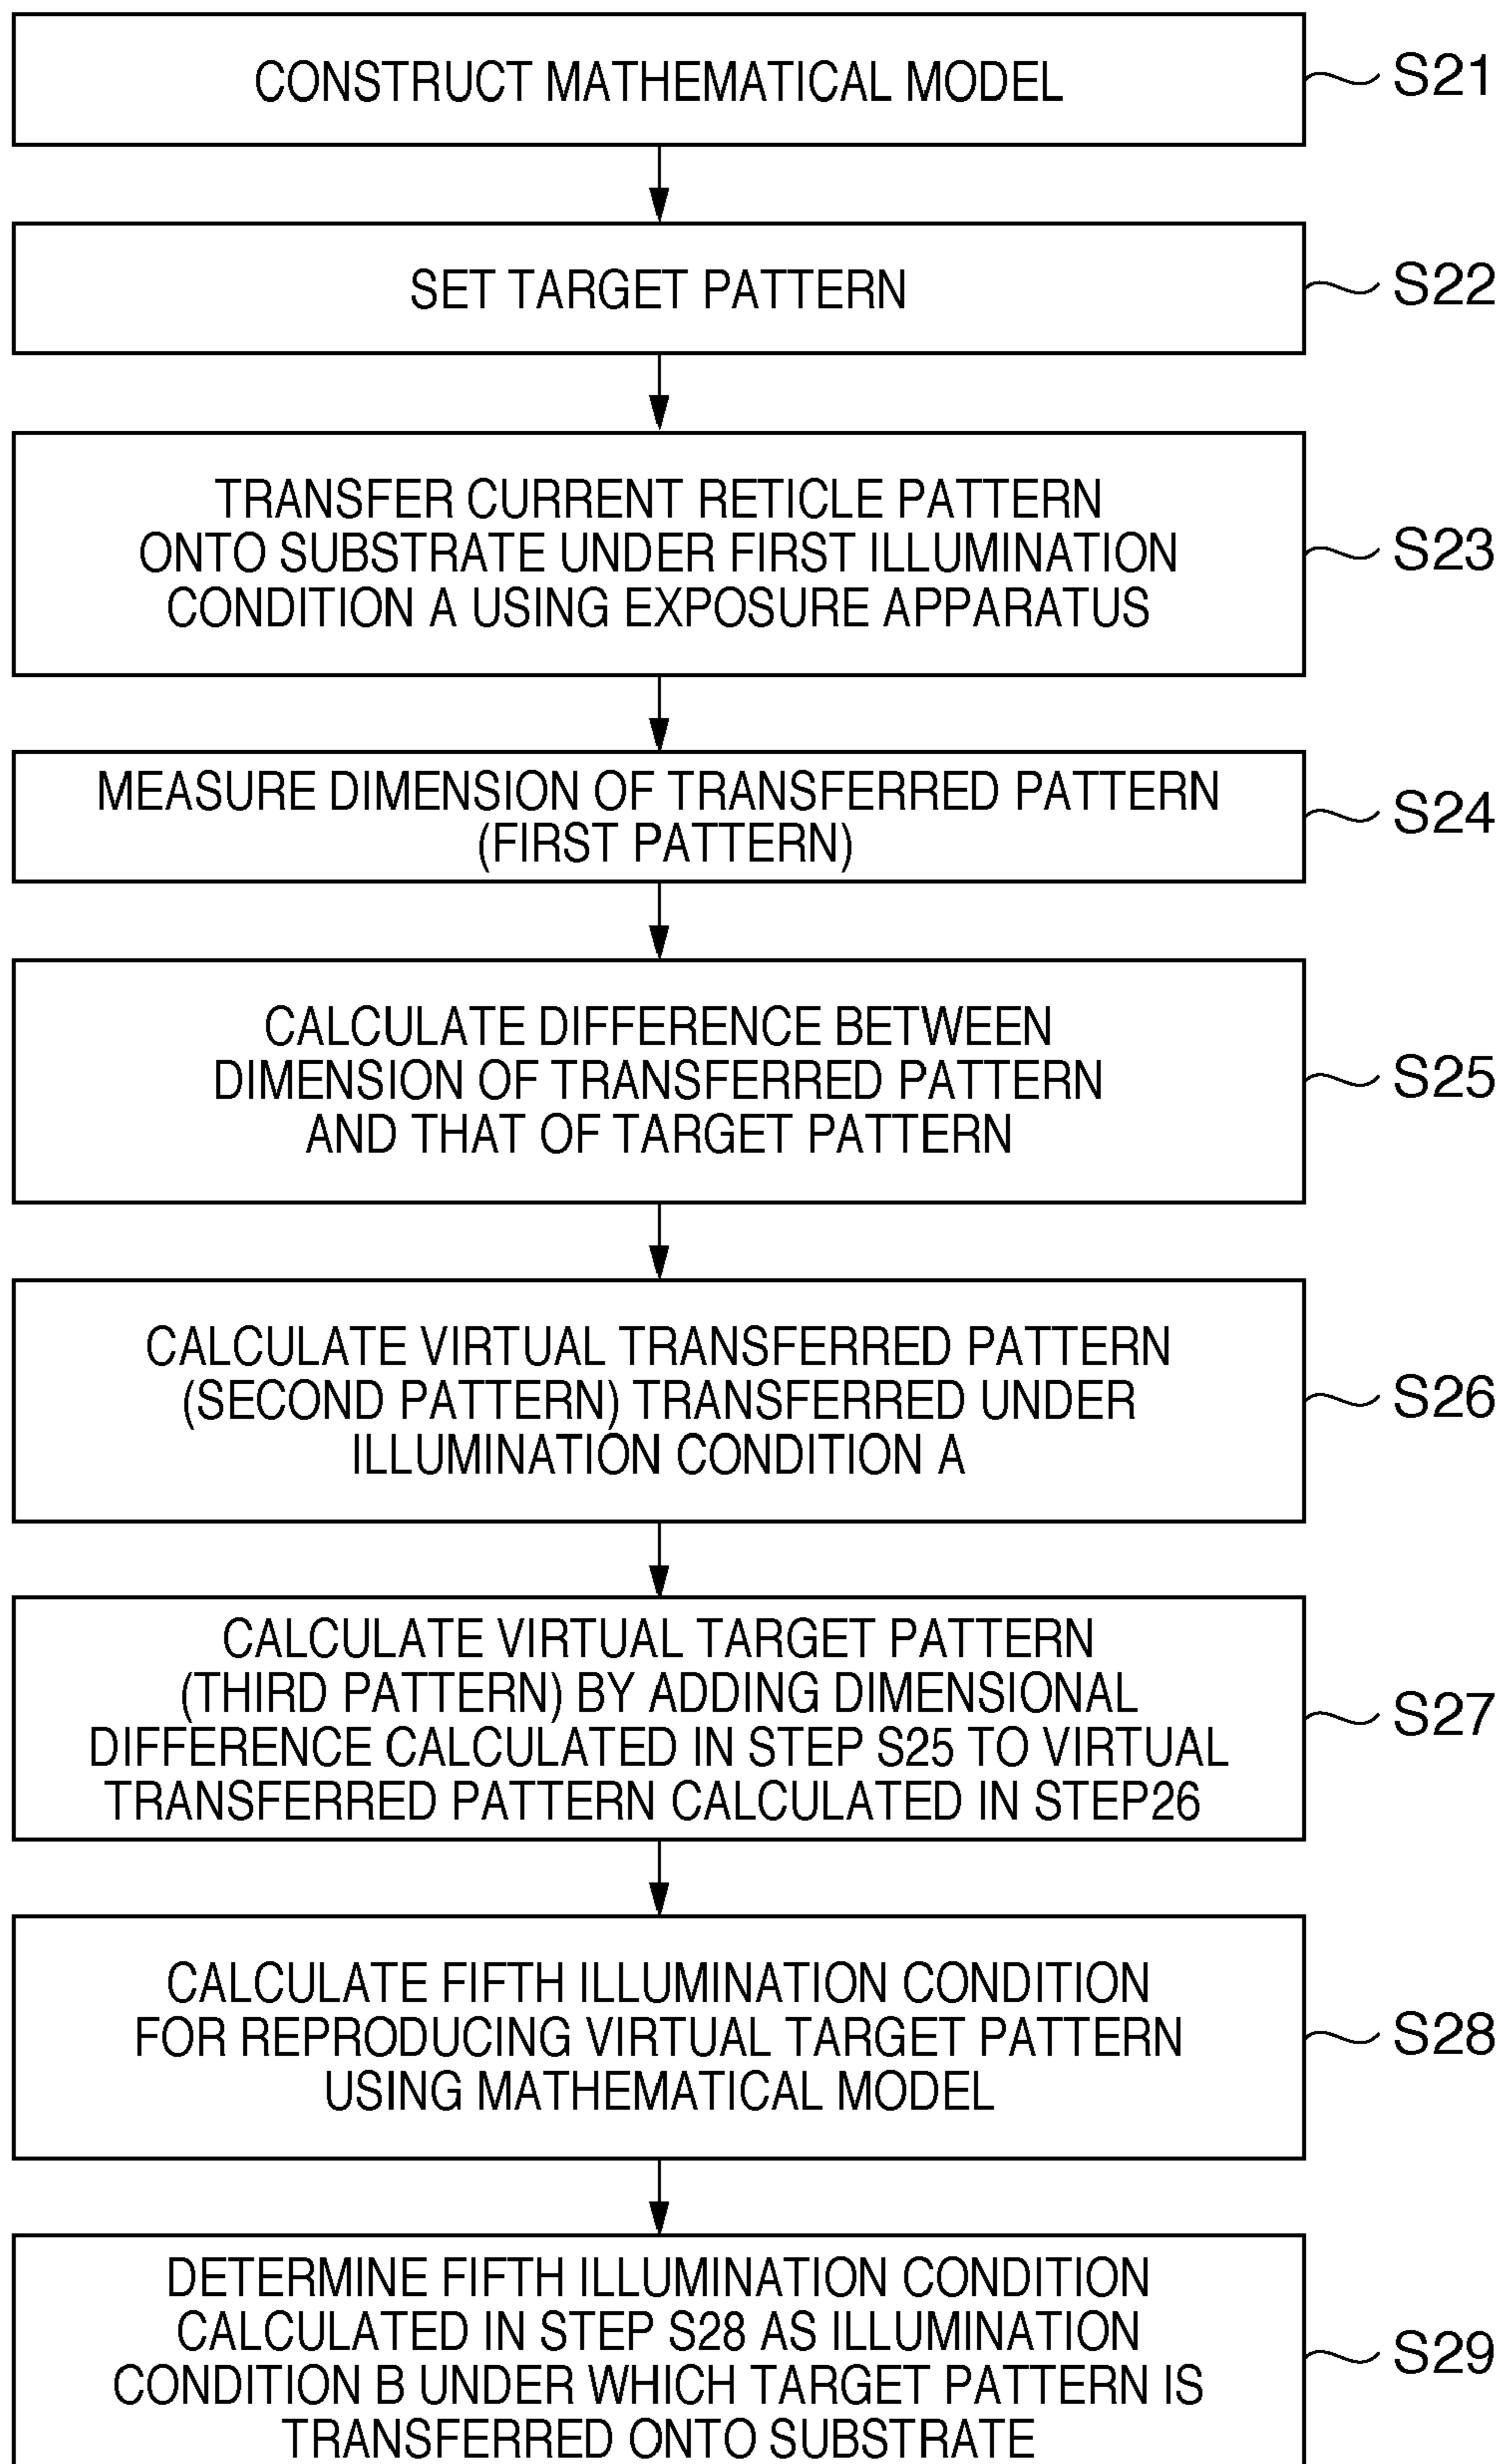 CONSTRUCT MATHEMATICAL MODEL
S21
SET TARGET PATTERN
S22
TRANSFER CURRENT RETICLE PATTERN
ONTO SUBSTRATE UNDER FIRST ILLUMINATION
CONDITION A USING EXPOSURE APPARATUS
S23
MEASURE DIMENSION OF TRANSFERRED PATTERN
(FIRST PATTERN)
S24
CALCULATE DIFFERENCE BETWEEN
DIMENSION OF TRANSFERRED PATTERN
AND THAT OF TARGET PATTERN
S25
CALCULATE VIRTUAL TRANSFERRED PATTERN
(SECOND PATTERN) TRANSFERRED UNDER
ILLUMINATION CONDITION A
S26
CALCULATE VIRTUAL TARGET PATTERN
(THIRD PATTERN) BY ADDING DIMENSIONAL
DIFFERENCE CALCULATED IN STEP S25 TO VIRTUAL
TRANSFERRED PATTERN CALCULATED IN STEP26
S27
CALCULATE FIFTH ILLUMINATION CONDITION
FOR REPRODUCING VIRTUAL TARGET PATTERN
USING MATHEMATICAL MODEL
S28
DETERMINE FIFTH ILLUMINATION CONDITION
CALCULATED IN STEP S28 AS ILLUMINATION
CONDITION B UNDER WHICH TARGET PATTERN IS
TRANSFERRED ONTO SUBSTRATE
S29